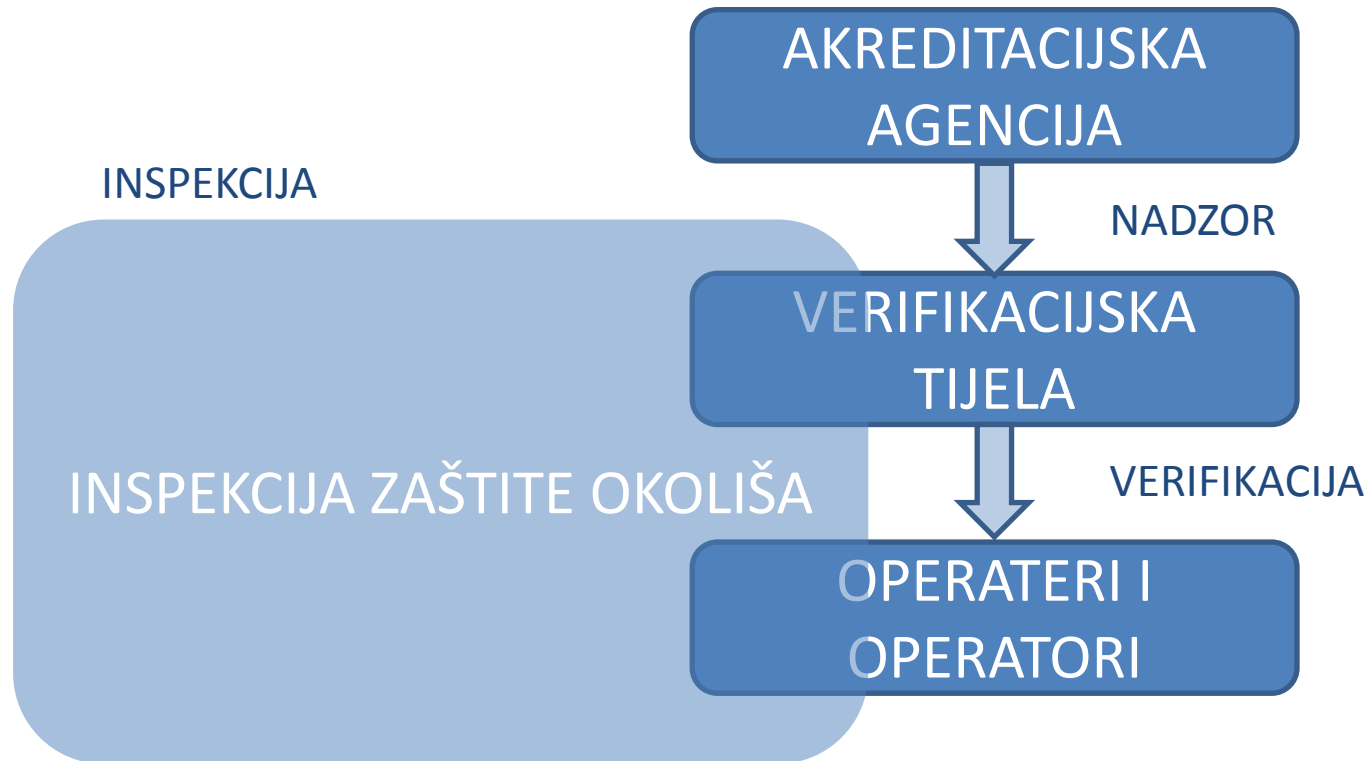 AKREDITACIJSKA
AGENCIJA
INSPEKCIJA
NADZOR
VERIFIKACIJSKA
TIJELA
INSPEKCIJA ZAŠTITE OKOLIŠA
VERIFIKACIJA
OPERATERI I
OPERATORI